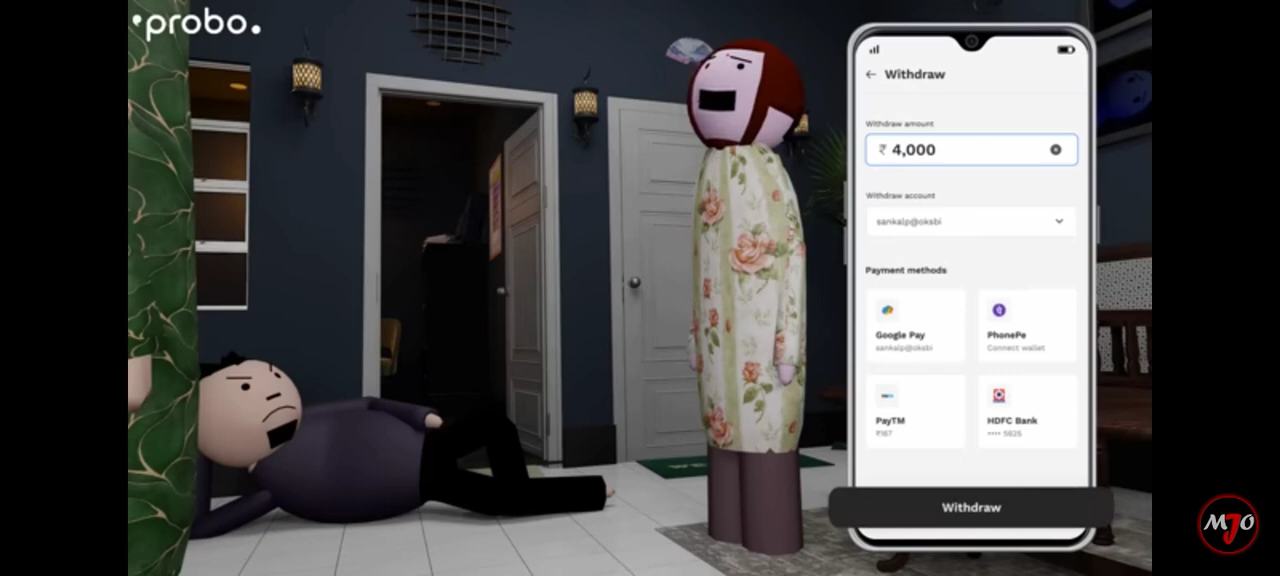 probo.
Withdraw
Withdraw amount
₹ 4,000
Withdraw account
sankalp@oksbi
Payment methods
Google Pay
sankalp@oksbi
PhonePe
Connect wallet
PayTM
₹167
HDFC Bank
•••• 5625
Withdraw
MJO